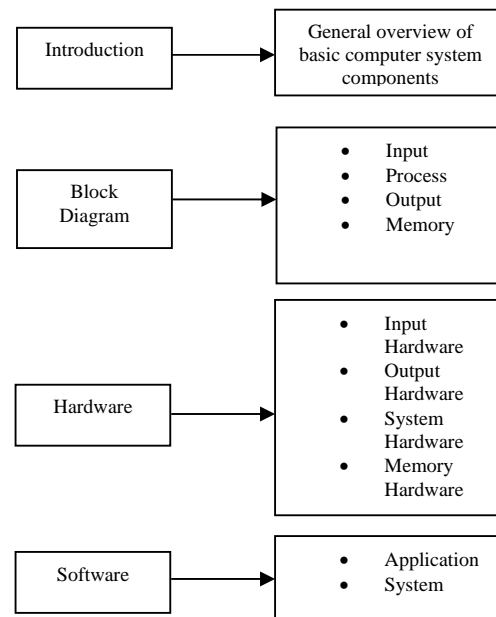 Introduction
General overview of
basic computer system
components
Block
Diagram
• Input
• Process
• Output
• Memory
Hardware
• Input
Hardware
• Output
Hardware
• System
Hardware
• Memory
Hardware
Software
• Application
• System